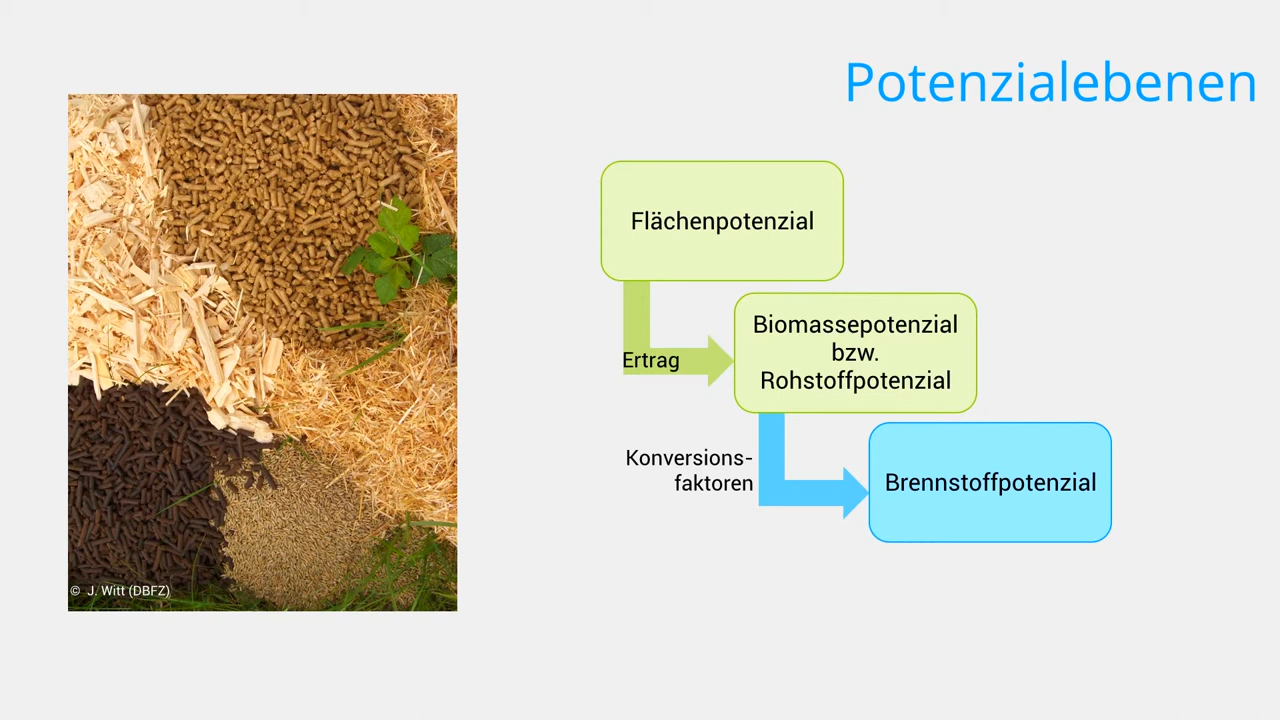 Potenzialebenen
Flächenpotenzial
Ertrag
Biomassepotenzial
bzw.
Rohstoffpotenzial
Konversions-
faktoren
Brennstoffpotenzial
© J. Witt (DBFZ)